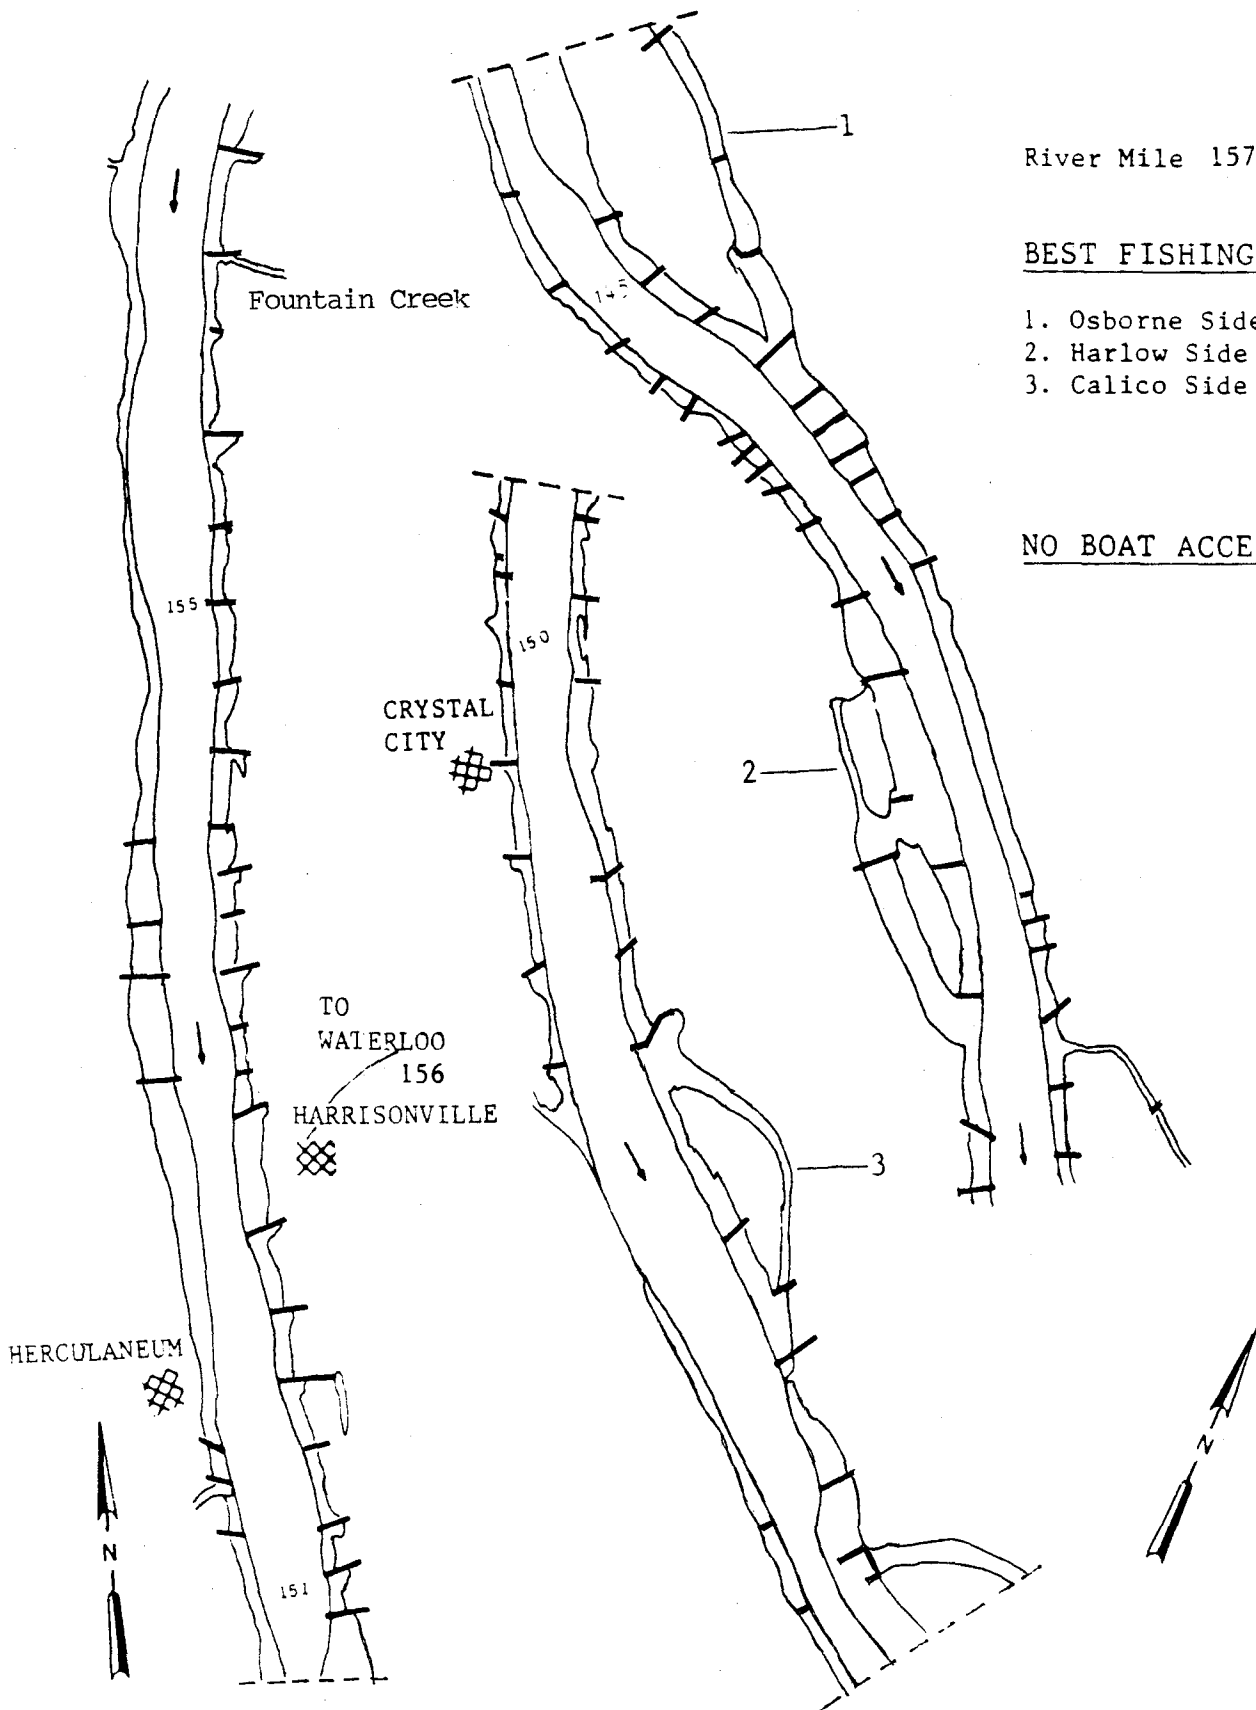 1
River Mile 157
BEST FISHING
1. Osborne Side
2. Harlow Side
3. Calico Side
NO BOAT ACCE
Fountain Creek
145
155
150
CRYSTAL
CITY
2
TO
WATERLOO
156
HARRISONVILLE
3
HERCULANEUM
N
151
N